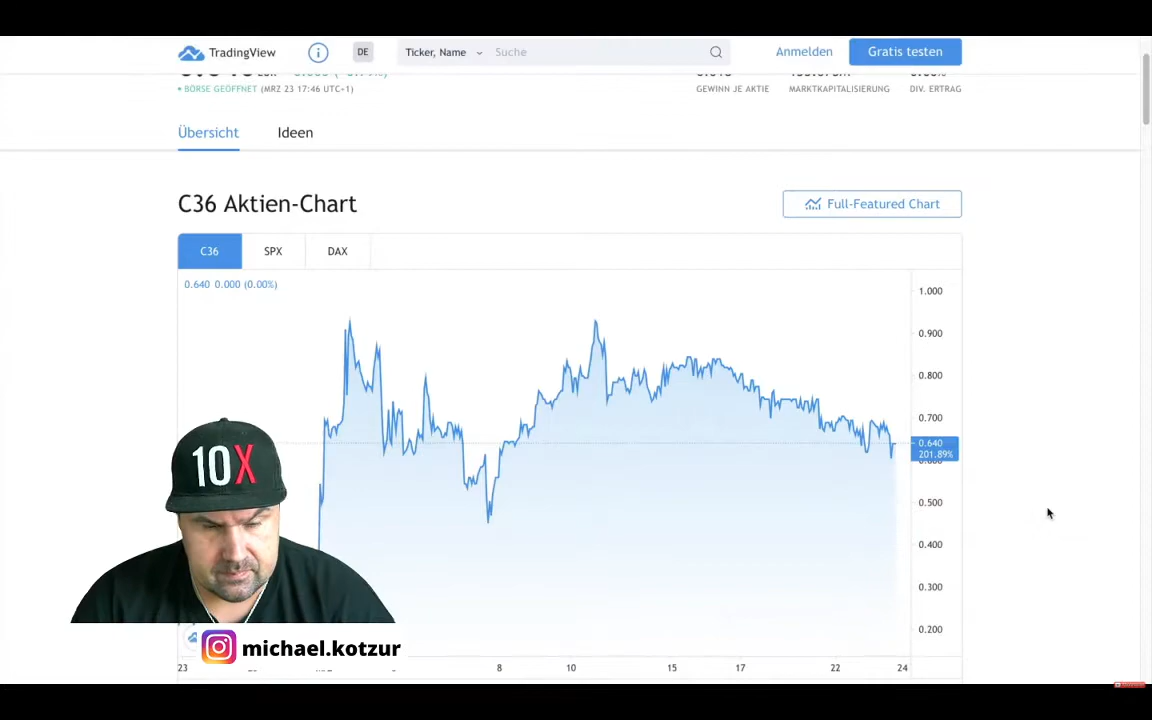 TradingView
DE
Ticker, Name
Suche
Anmelden
Gratis testen
BÖRSE GEÖFFNET (MRZ 23 17:46 UTC+1)
GEWINN JE AKTIE
MARKTKAPITALISIERUNG
DIV. ERTRAG
Übersicht
Ideen
C36 Aktien-Chart
Full-Featured Chart
C36
SPX
DAX
0.640 0.000 (0.00%)
1.000
0.900
0.800
0.700
0.640
201.89%
0.500
0.400
0.300
0.200
10X
michael.kotzur
23
8
10
15
17
22
24